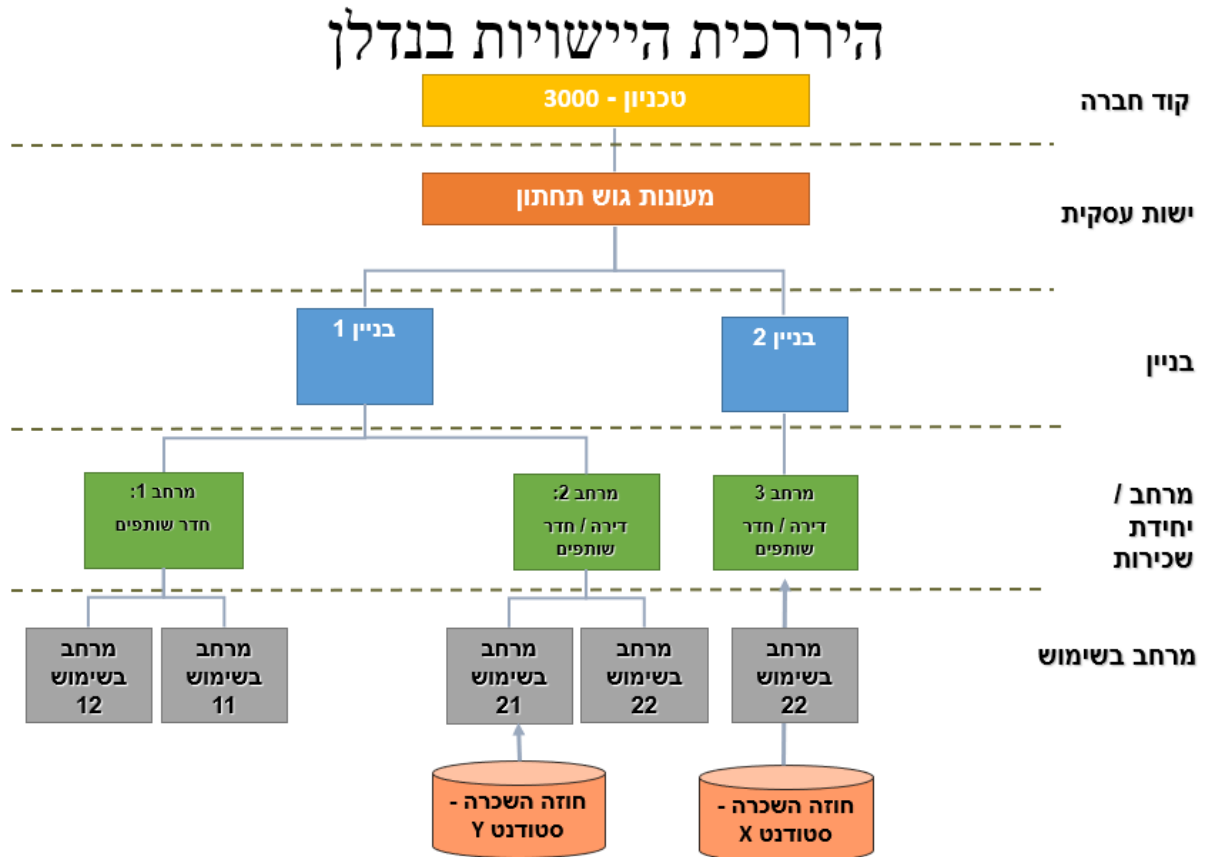 היררכית היישויות בנדלן
קוד חברה
טכניון - 3000
ישות עסקית
מעונות גוש תחתון
בניין
בניין 2
בניין 1
מרחב /
יחידת
שכירות
מרחב 3
דירה / חדר
שותפים
מרחב 2:
דירה / חדר
שותפים
מרחב 1:
חדר שותפים
מרחב בשימוש
מרחב
בשימוש
22
מרחב
בשימוש
22
מרחב
בשימוש
21
מרחב
בשימוש
11
מרחב
בשימוש
12
חוזה השכרה -
סטודנט X
חוזה השכרה -
סטודנט Y